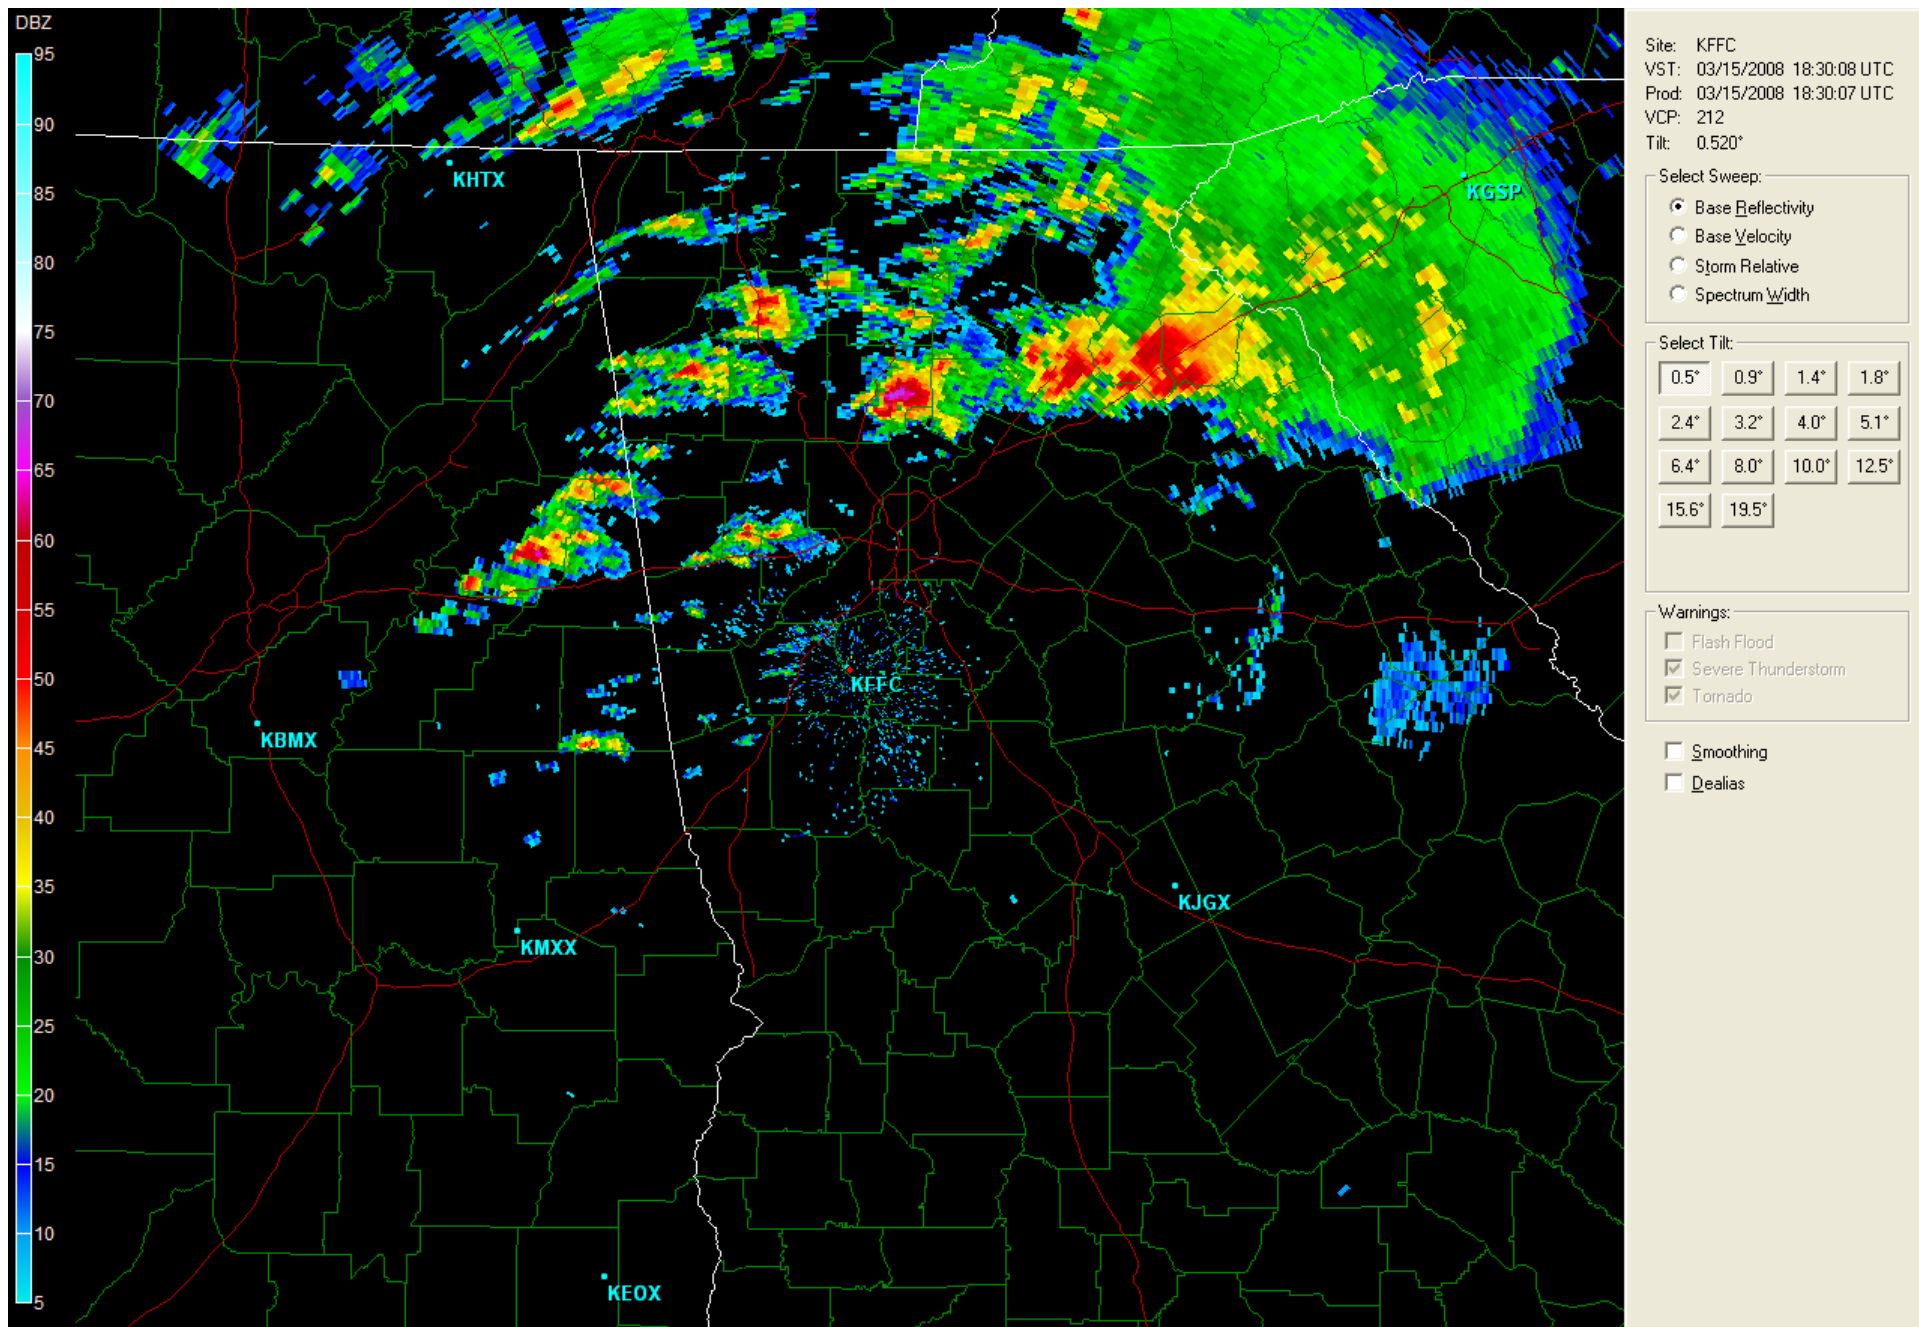 DBZ
95
90
85
80
75
70
65
60
55
50
45
40
35
30
25
20
15
10
5
KHTX
KGSP
KFFC
KBMX
KJGX
KMXX
KEOX
Site: KFFC
VST: 03/15/2008 18:30:08 UTC
Prod: 03/15/2008 18:30:07 UTC
VCP: 212
Tilt: 0.520°
Select Sweep:
Base Reflectivity
Base Velocity
Storm Relative
Spectrum Width
Select Tilt:
0.5° 0.9° 1.4° 1.8°
2.4° 3.2° 4.0° 5.1°
6.4° 8.0° 10.0° 12.5°
15.6° 19.5°
Warnings:
Flash Flood
Severe Thunderstorm
Tornado
Smoothing
Dealias